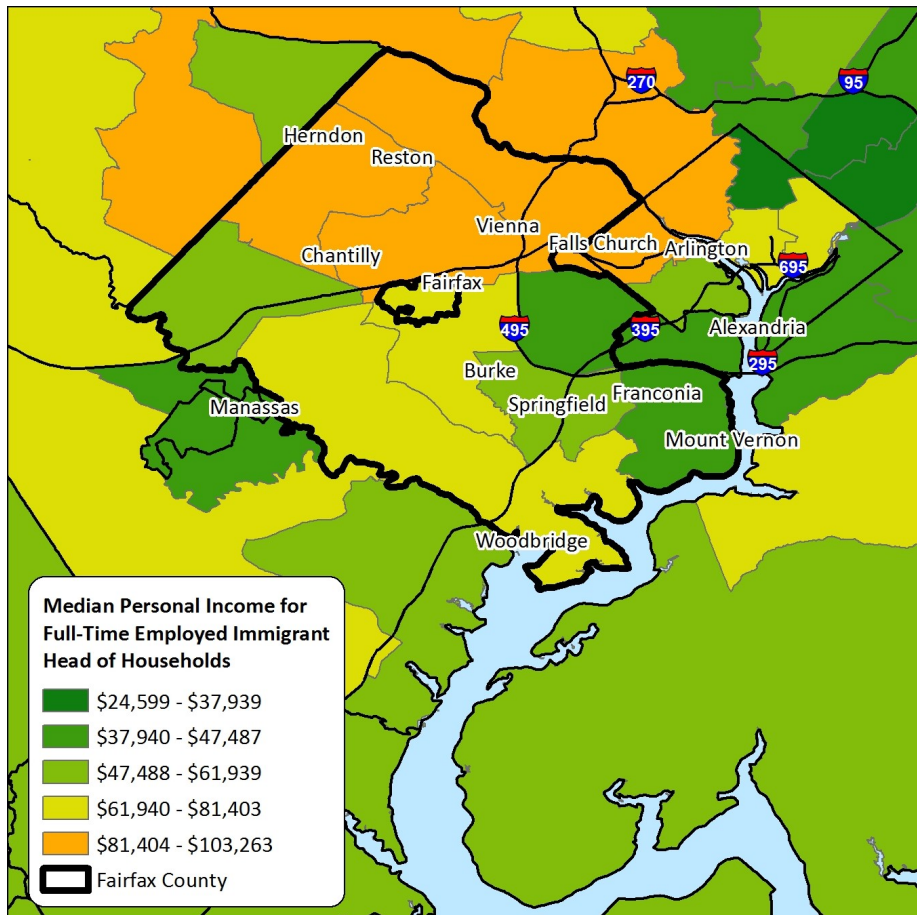 270
95
Herndon
Reston
Vienna
Falls Church
Arlington
Chantilly
Fairfax
695
495
395
Alexandria
295
Burke
Springfield
Franconia
Manassas
Mount Vernon
Woodbridge
Median Personal Income for
Full-Time Employed Immigrant
Head of Households
$24,599 - $37,939
$37,940 - $47,487
$47,488 - $61,939
$61,940 - $81,403
$81,404 - $103,263
Fairfax County